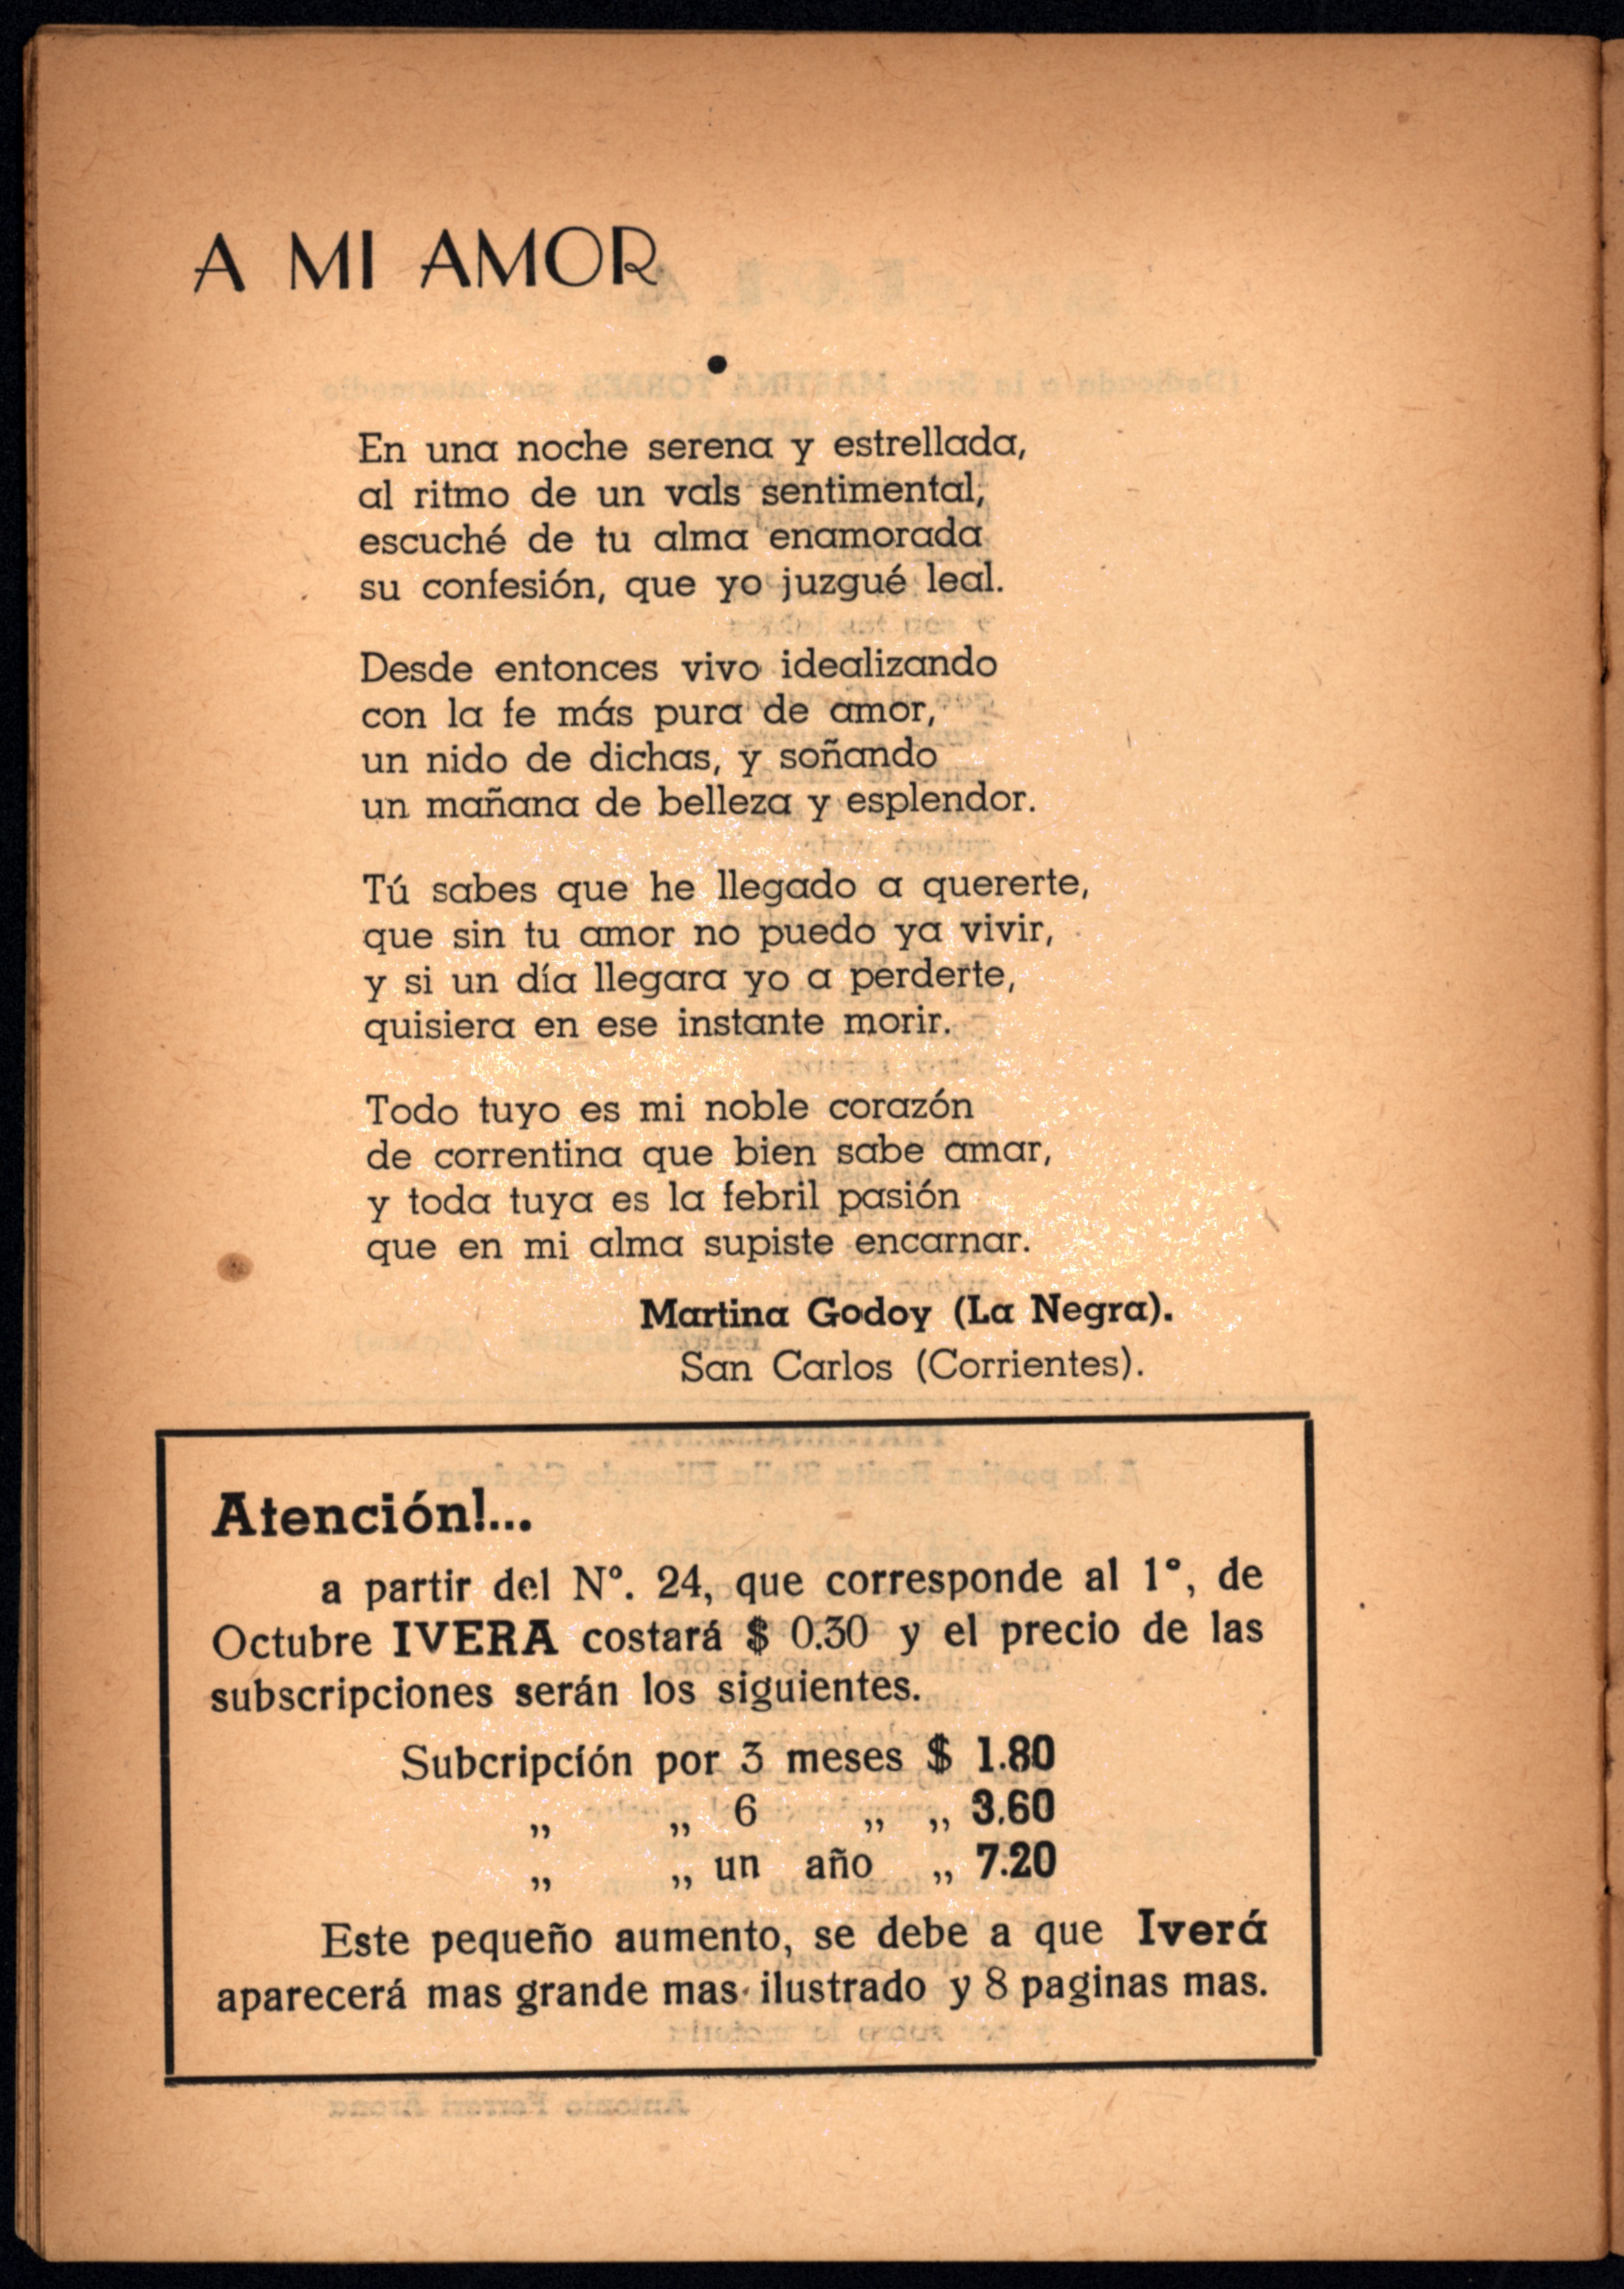 A MI AMOR
En una noche serena y estrellada,
al ritmo de un vals sentimental,
escuché de tu alma enamorada
su confesión, que yo juzgué leal.
Desde entonces vivo idealizando
con la fe más pura de amor,
un nido de dichas, y soñando
un mañana de belleza y esplendor.
Tú sabes que he llegado a quererte,
que sin tu amor no puedo ya vivir,
y si un día llegara yo a perderte,
quisiera en ese instante morir.
Todo tuyo es mi noble corazón
de correntina que bien sabe amar,
y toda tuya es la febril pasión
que en mi alma supiste encarnar.
Martina Godoy (La Negra).
San Carlos (Corrientes).
Atención!...
a partir del Nº. 24, que corresponde al 1º, de
Octubre IVERA costará $ 0.30 y el precio de las
subscripciones serán los siguientes.
Subcripción por 3 meses $ 1.80
„ „ 6 „ „ 3.60
„ „ un año „ 7.20
Este pequeño aumento, se debe a que Iverá
aparecerá mas grande mas ilustrado y 8 paginas mas.